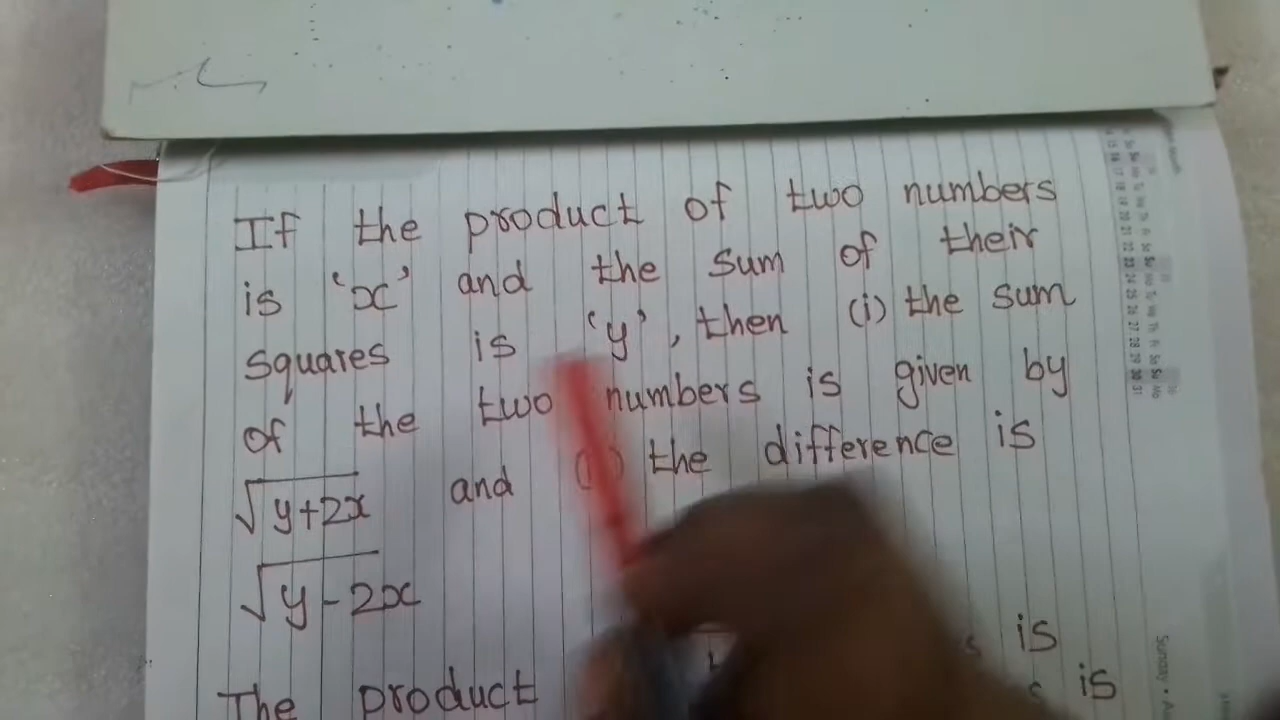 If the product of two numbers
is 'x' and the sum of their
squares is 'y', then (i) the sum
of the two numbers is given by
√y+2x and the difference is
√y-2x
is
The product is